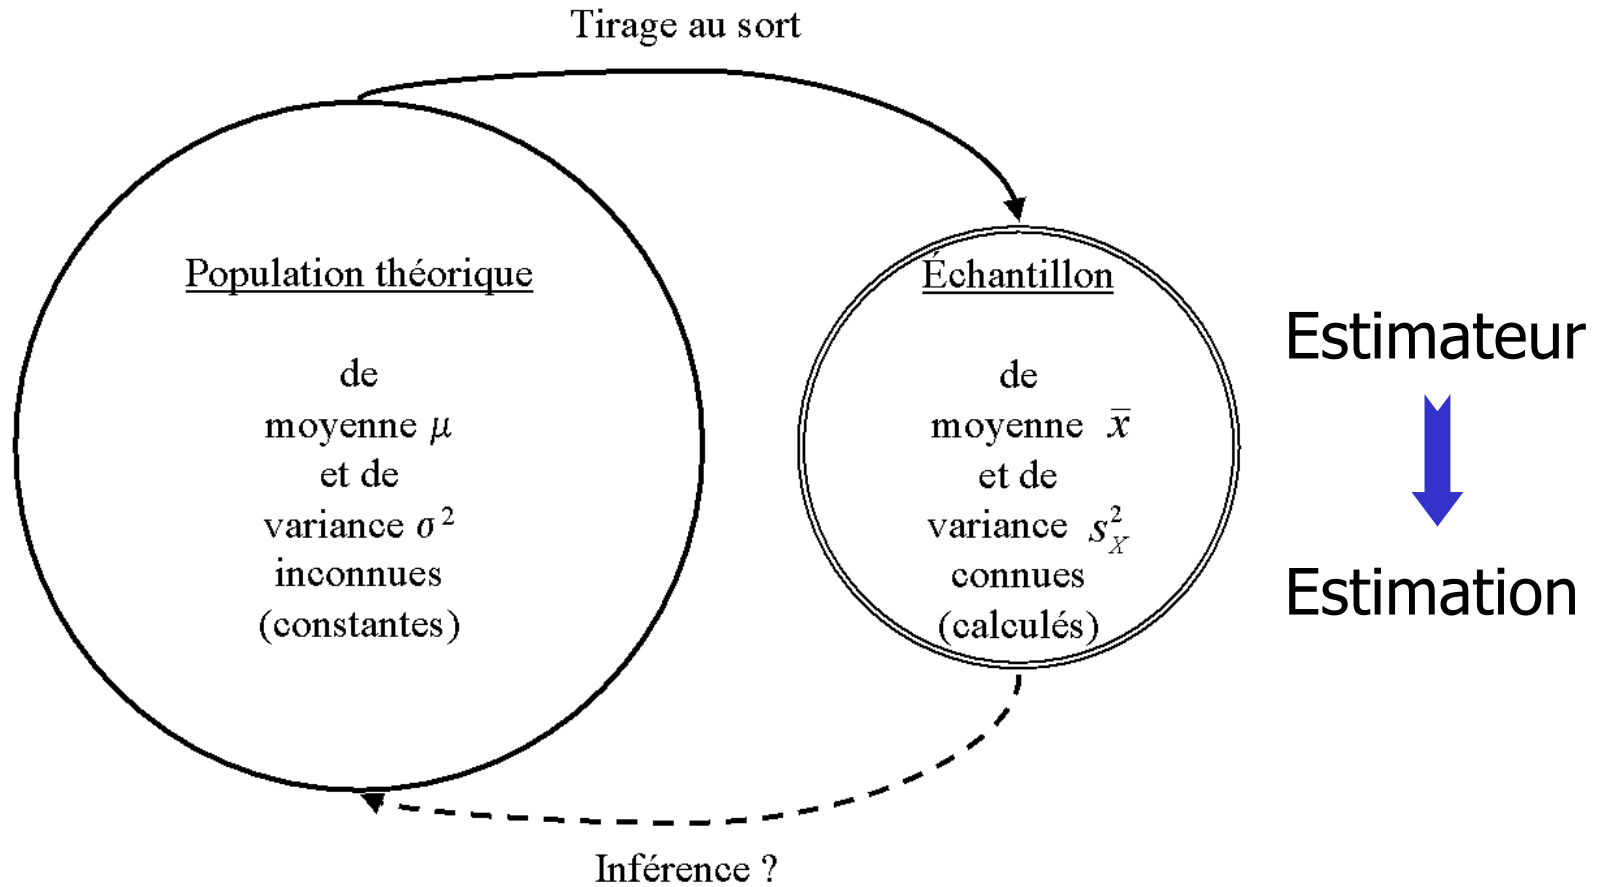 Tirage au sort
Population théorique
de
moyenne μ
et de
variance σ²
inconnues
(constantes)
Échantillon
de
moyenne x̄
et de
variance s²_X
connues
(calculés)
Estimateur
Estimation
Inférence ?